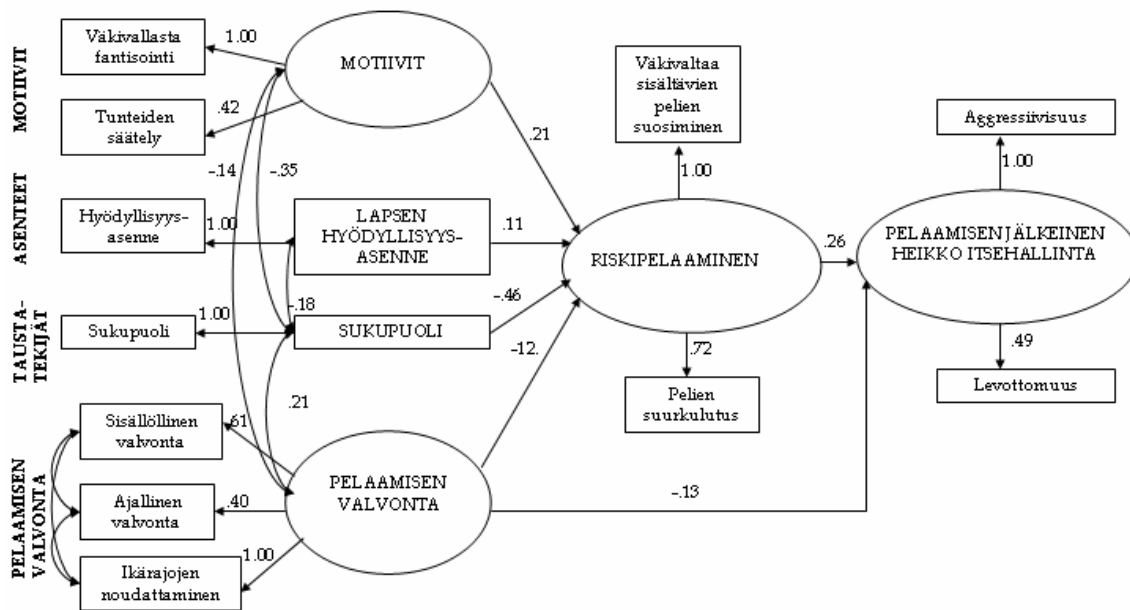 MOTIIVIT
Väkivallasta
fantisointi
1.00
MOTIIVIT
Tunteiden
säätely
.42
-.14
-.35
.21
Väkivaltaa
sisältävien
pelien
suosiminen
1.00
Aggressiivisuus
1.00
ASENTEET
Hyödyllisyys-
asenne
1.00
LAPSEN
HYÖDYLLISYYS-
ASENNE
.11
RISKIPELAAMINEN
.26
PELAAMISEN JÄLKEINEN
HEIKKO ITSEHALLINTA
TAUSTA-
TEKIJÄT
Sukupuoli
1.00
-.18
SUKUPUOLI
-.46
-12.
.72
Pelien
suurkulutus
.49
Levottomuus
PELAAMISEN
VALVONTA
Sisällöllinen
valvonta
.61
.21
Ajallinen
valvonta
.40
PELAAMISEN
VALVONTA
-.13
Ikärajojen
noudattaminen
1.00